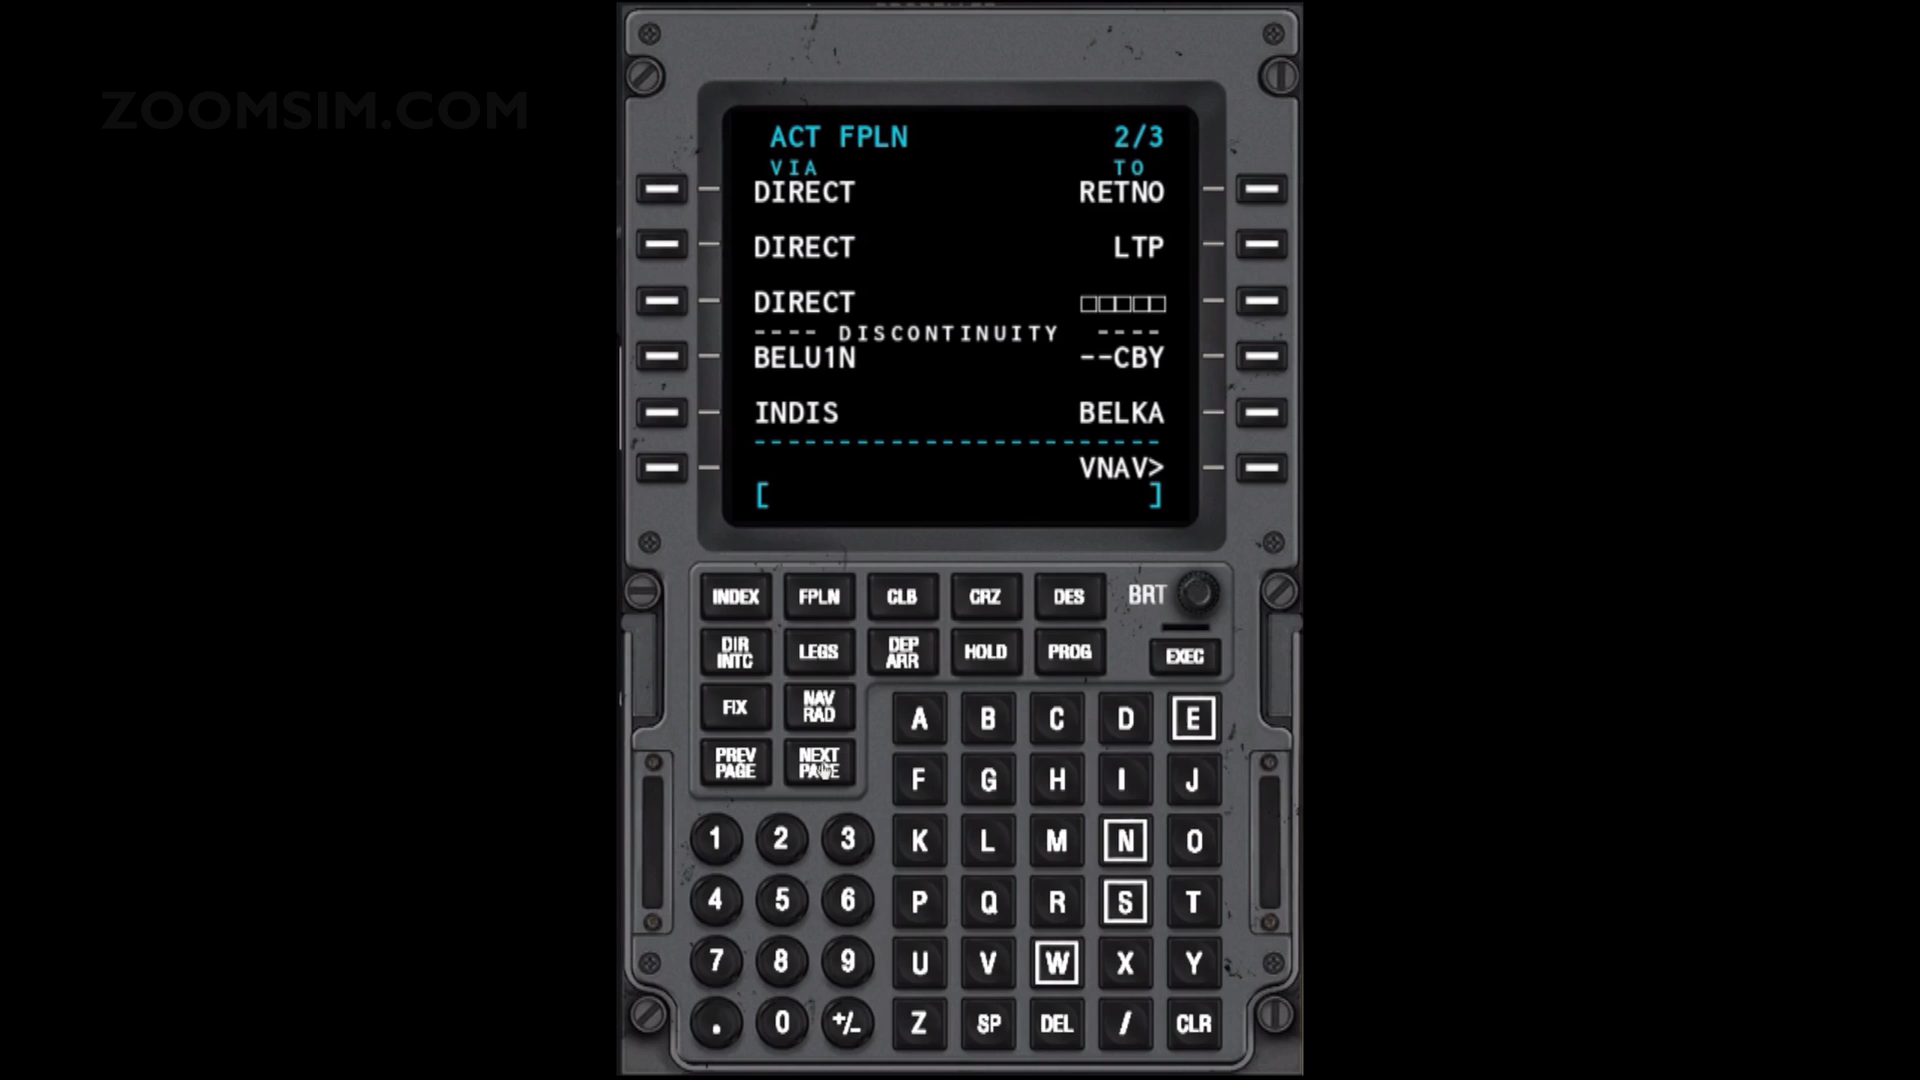 ZOOMSIM.COM
ACT FPLN 2/3
VIA TO
DIRECT RETNO
DIRECT LTP
DIRECT □□□□□
---- DISCONTINUITY ----
BELU1N --CBY
INDIS BELKA
------------------------
VNAV>
[ ]
INDEX FPLN CLB CRZ DES BRT
DIR INTC LEGS DEP ARR HOLD PROG EXEC
FIX NAV RAD
A B C D E
PREV PAGE NEXT PAGE
F G H I J
1 2 3 K L M N O
4 5 6 P Q R S T
7 8 9 U V W X Y
. 0 +/- Z SP DEL / CLR